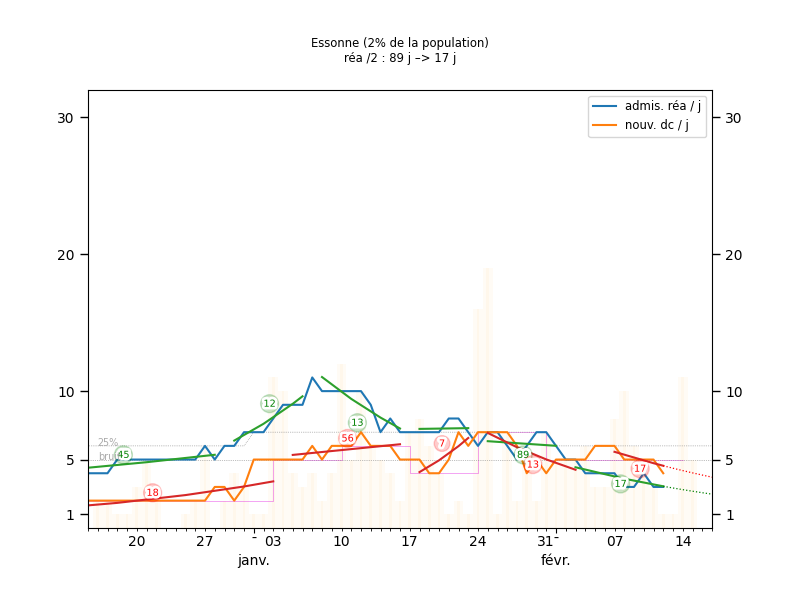 Essonne (2% de la population)
réa /2 : 89 j –> 17 j
admis. réa / j
nouv. dc / j
30 30
20 20
10 10
5 5
1 1
25%
12
13
45
56
7
89
13
17
17
18
20 27 03 10 17 24 31 07 14
janv. févr.